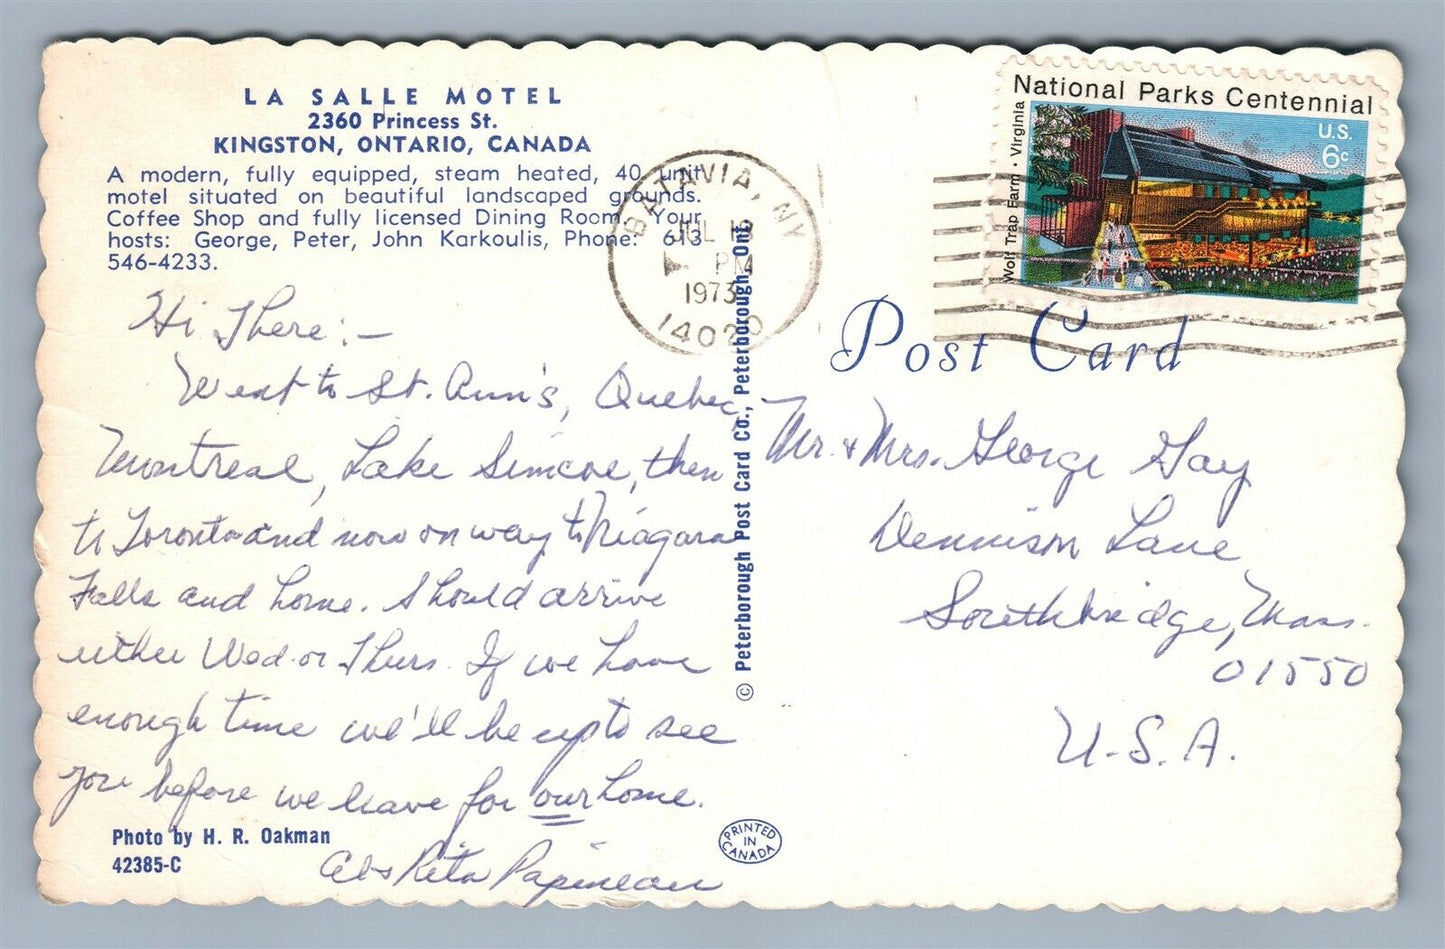 LA SALLE MOTEL
2360 Princess St.
KINGSTON, ONTARIO, CANADA
A modern, fully equipped, steam heated, 40 unit
motel situated on beautiful landscaped grounds.
Coffee Shop and fully licensed Dining Room. Your
hosts: George, Peter, John Karkoulis, Phone: 613
546-4233.
Hi There:-
Went to St. Ann's, Quebec,
Montreal, Lake Simcoe, then
to Toronto and now on way to Niagara
Falls and home. Should arrive
either Wed. or Thurs. If we have
enough time we'll be up to see
you before we leave for our home.
Al & Rita Papineau
Photo by H. R. Oakman
42385-C
© Peterborough Post Card Co., Peterborough, Ont.
PRINTED
IN
CANADA
BATAVIA, NY
JUL
PM
1973
14020
National Parks Centennial
U.S.
6c
Wolf Trap Farm · Virginia
Post Card
Mr. & Mrs. George Gay
Dennison Lane
Southbridge, Mass.
01550
U.S.A.